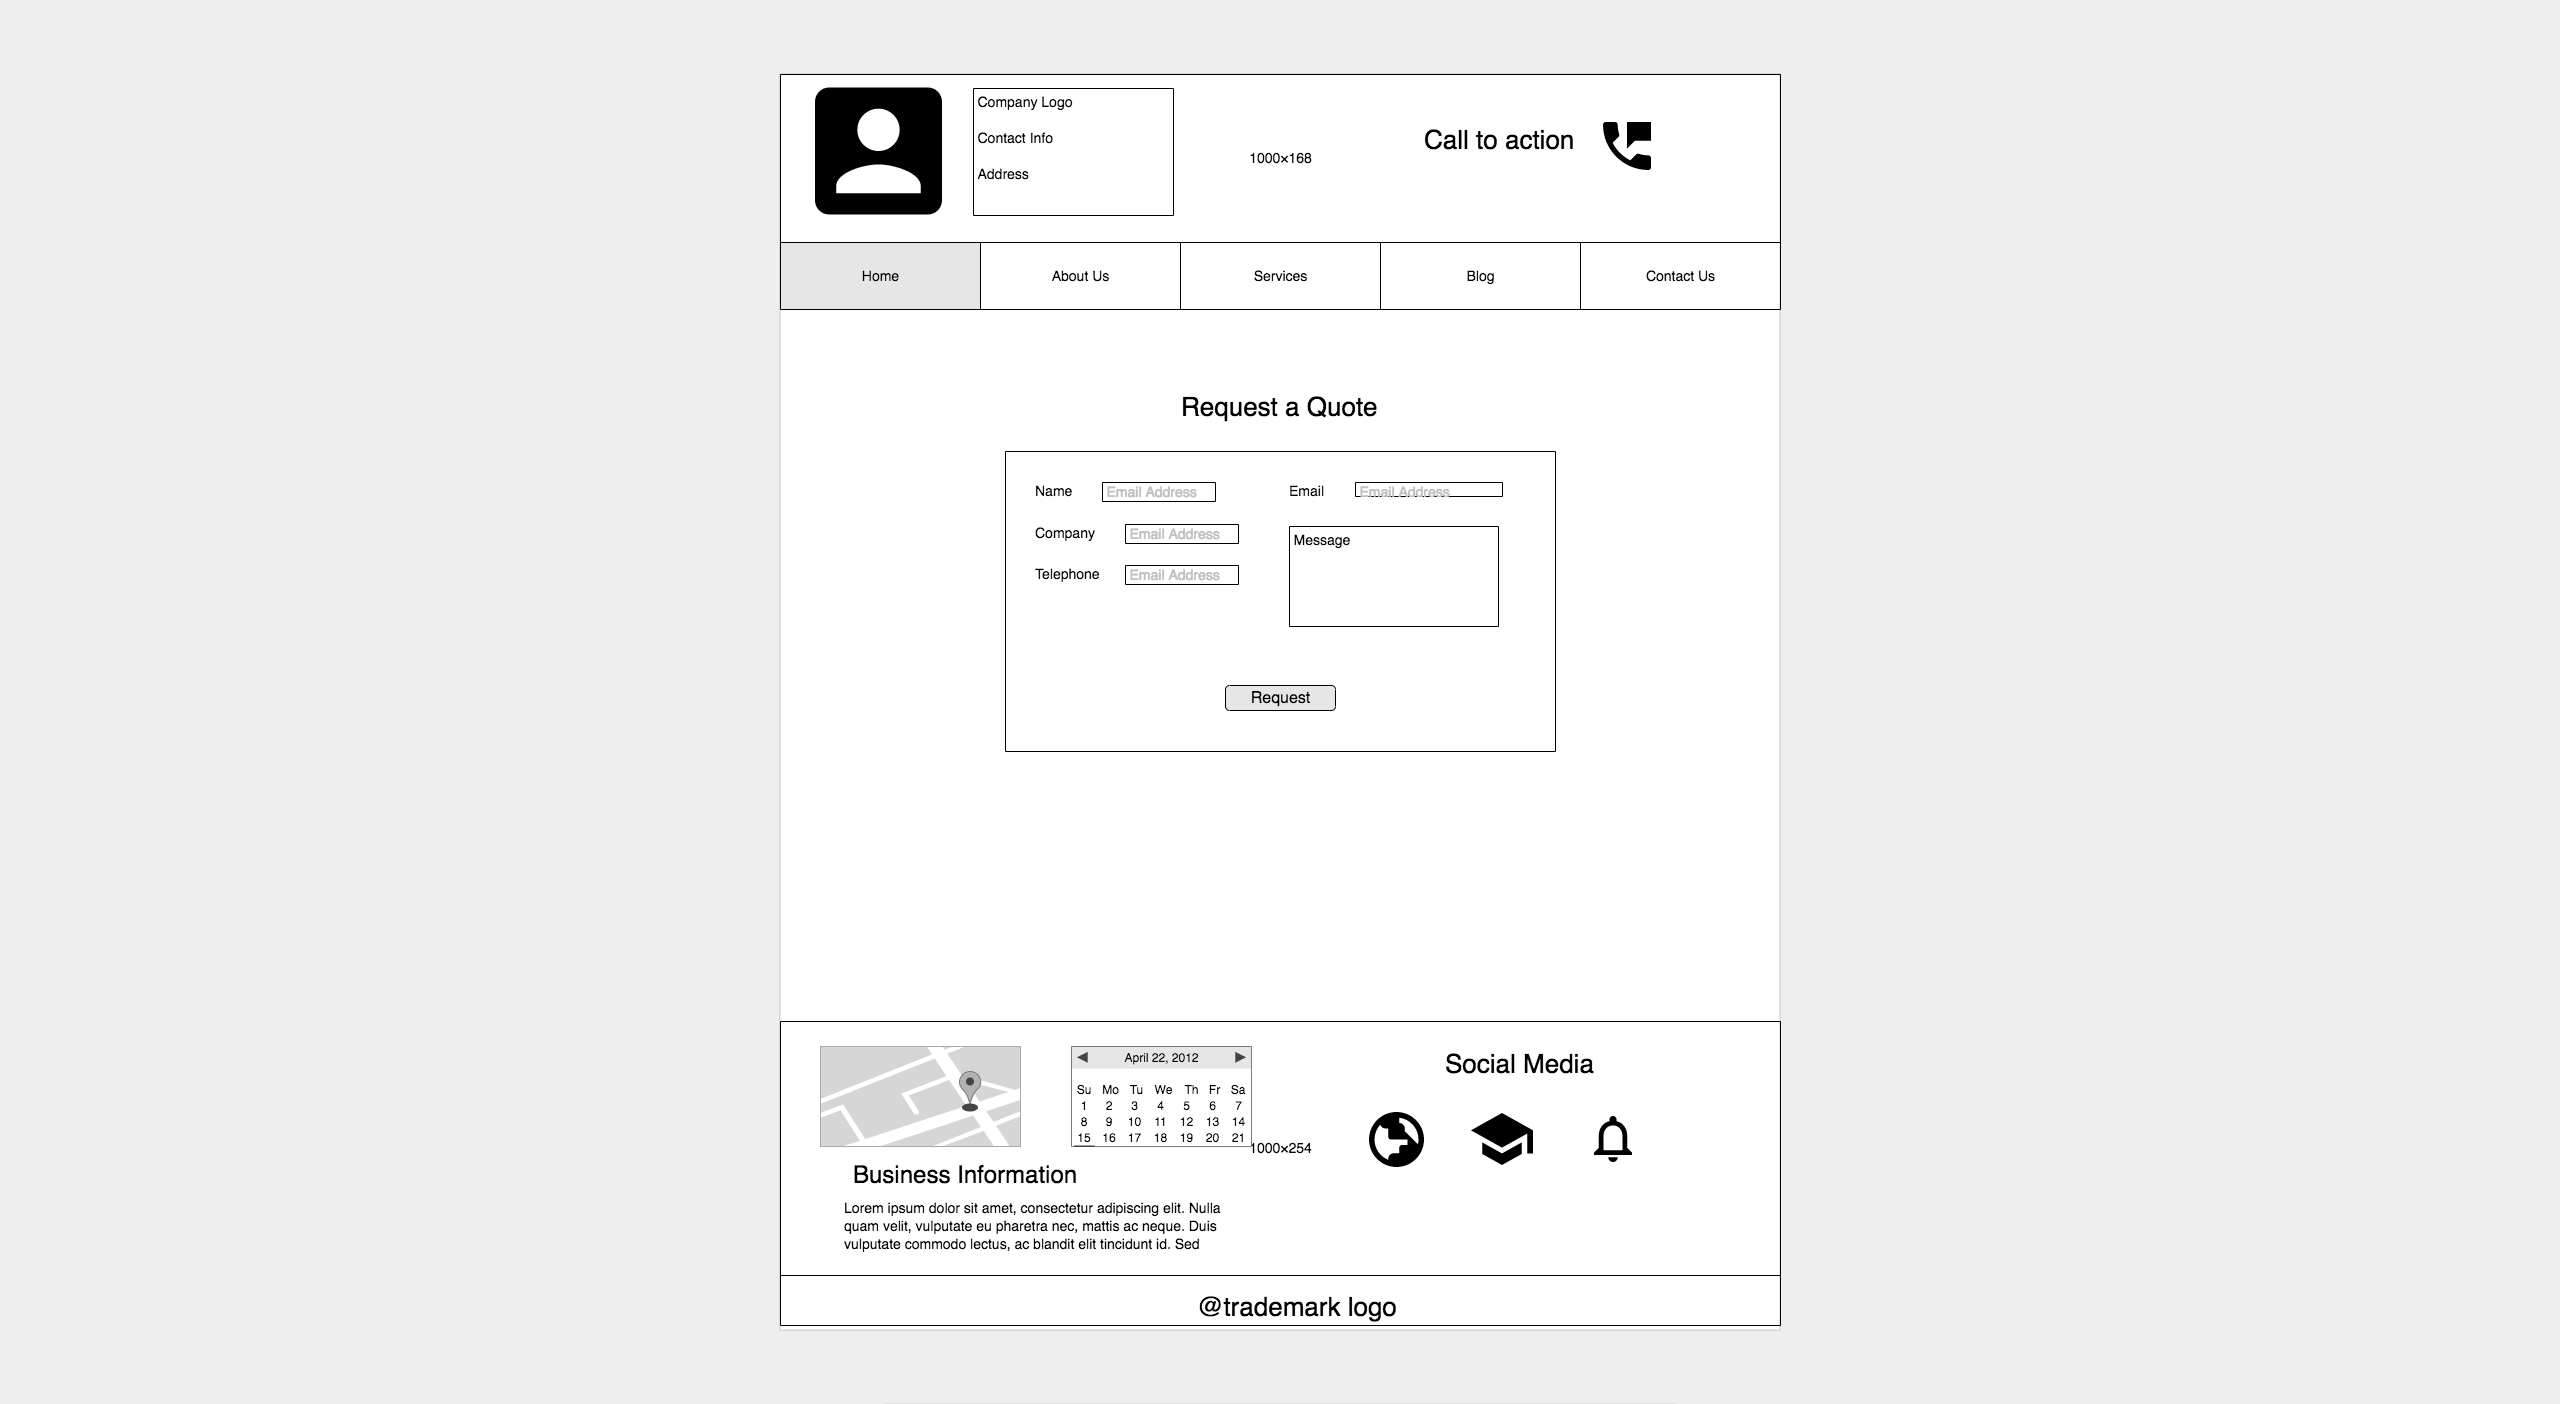 Company Logo
Contact Info
Address
1000×168
Call to action
Home
About Us
Services
Blog
Contact Us
Request a Quote
Name
Email Address
Email
Email Address
Company
Email Address
Message
Telephone
Email Address
Request
April 22, 2012
Su Mo Tu We Th Fr Sa
1 2 3 4 5 6 7
8 9 10 11 12 13 14
15 16 17 18 19 20 21
1000×254
Social Media
Business Information
Lorem ipsum dolor sit amet, consectetur adipiscing elit. Nulla
quam velit, vulputate eu pharetra nec, mattis ac neque. Duis
vulputate commodo lectus, ac blandit elit tincidunt id. Sed
@trademark logo